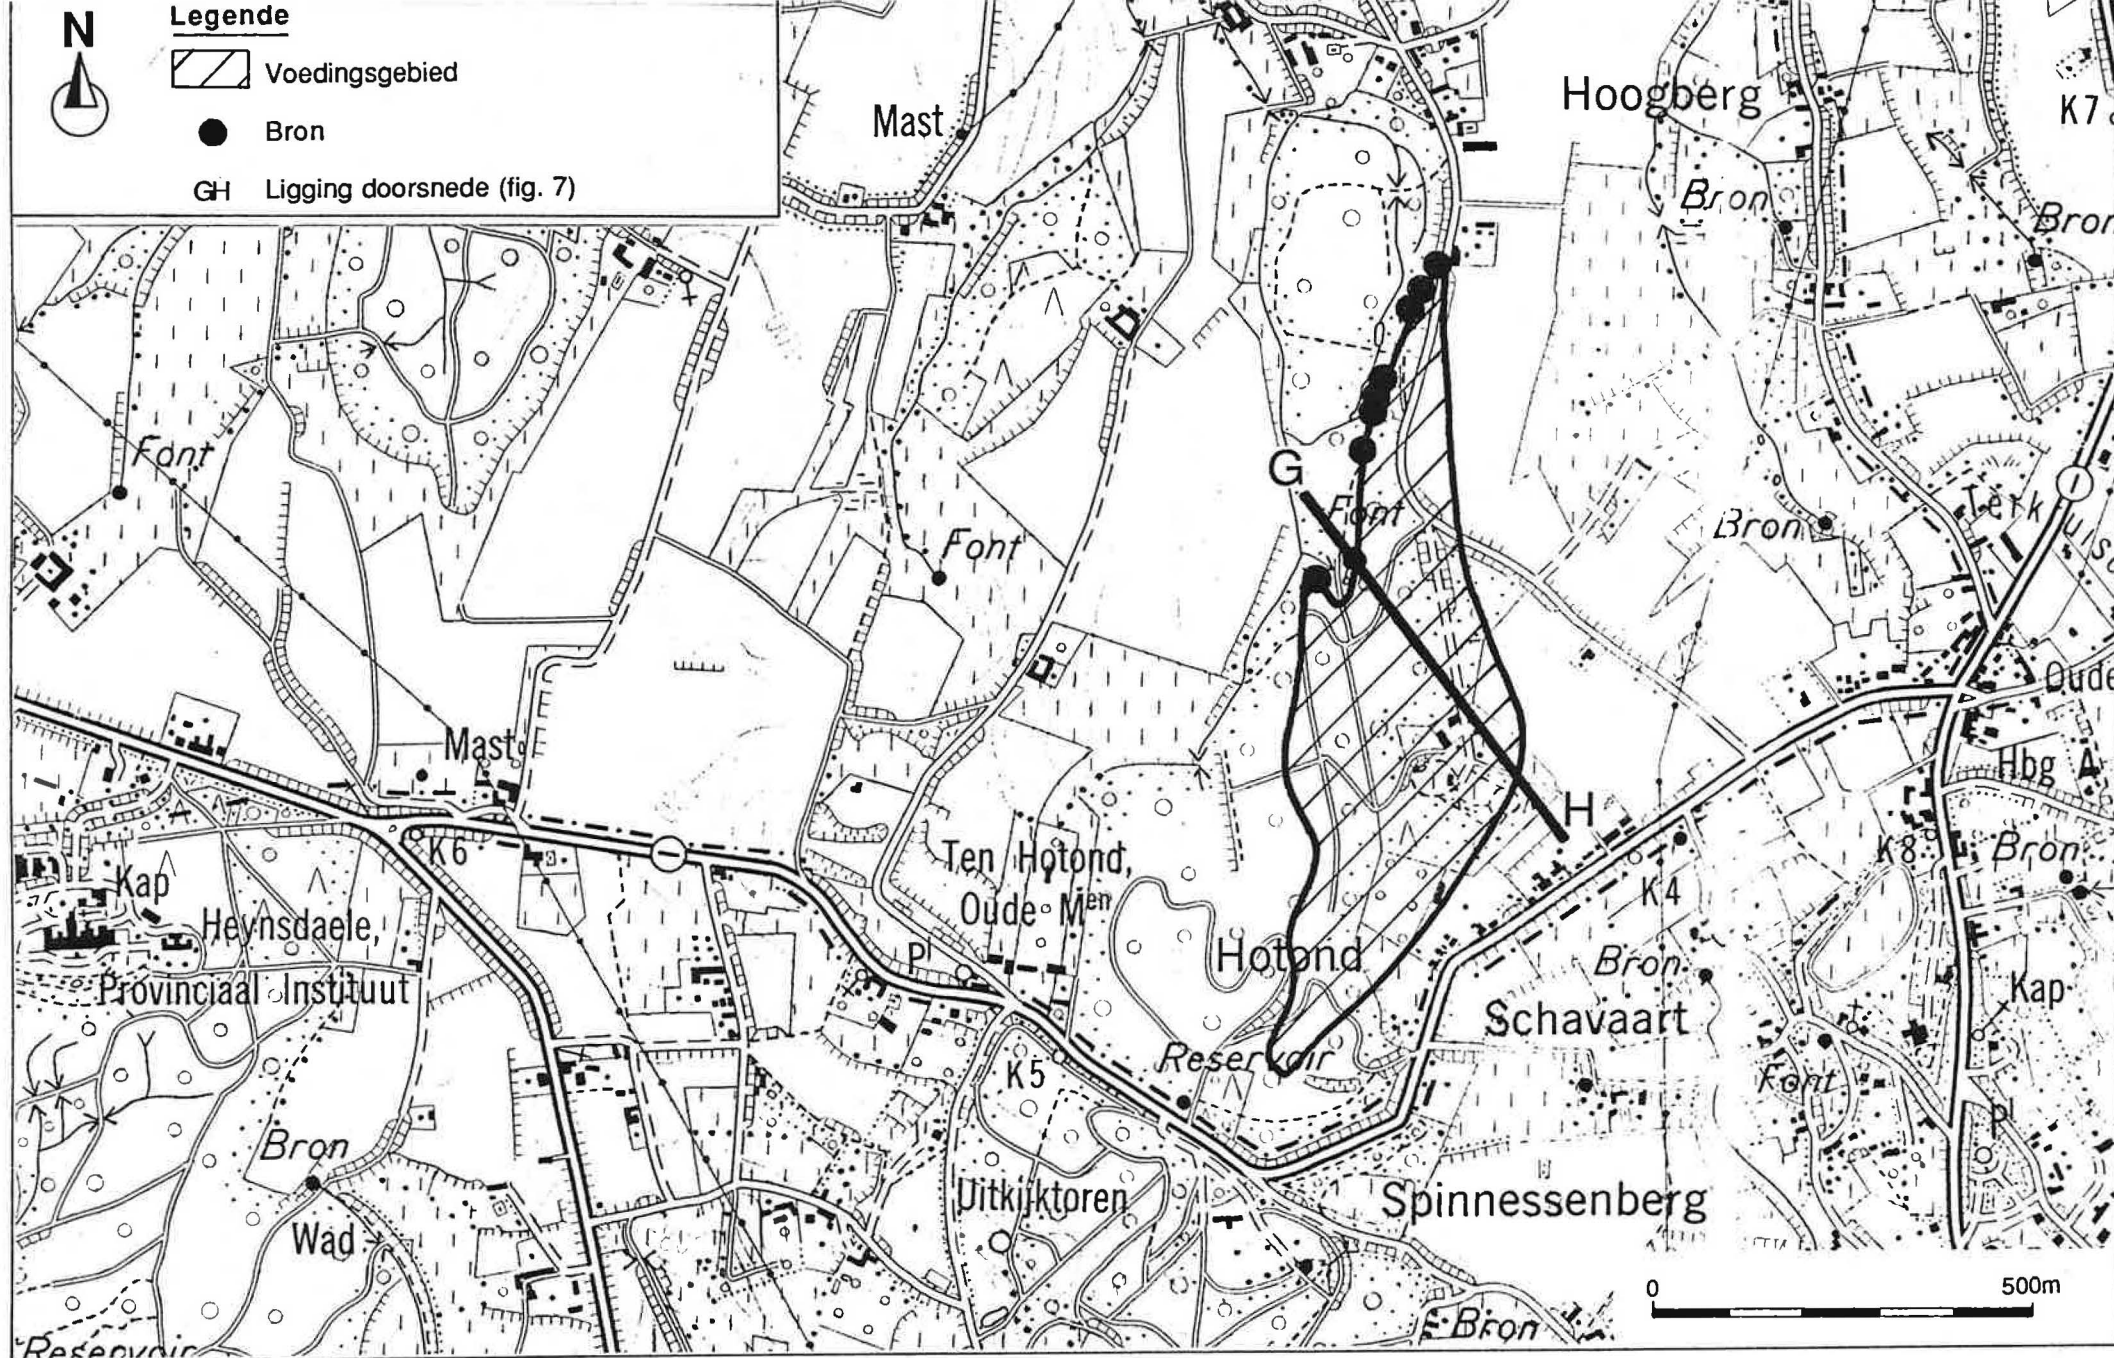 N
Legende
Voedingsgebied
Bron
GH Ligging doorsnede (fig. 7)
Mast
Hoogberg
K7
Bron
Bron
Font
G
Font
Font
Bron
I
Mast
Oude
Hbg A
H
I
K6
Ten Hotond,
Oude Mᵉⁿ
K8
Bron
K4
Kap
Heynsdaele,
Provinciaal Instituut
Pˡ
Hotond
Bron
Kap
Schavaart
Reservoir
K5
Font
Pˡ
Bron
Uitkijktoren
Spinnessenberg
Wad
0 500m
Bron
Reservoir